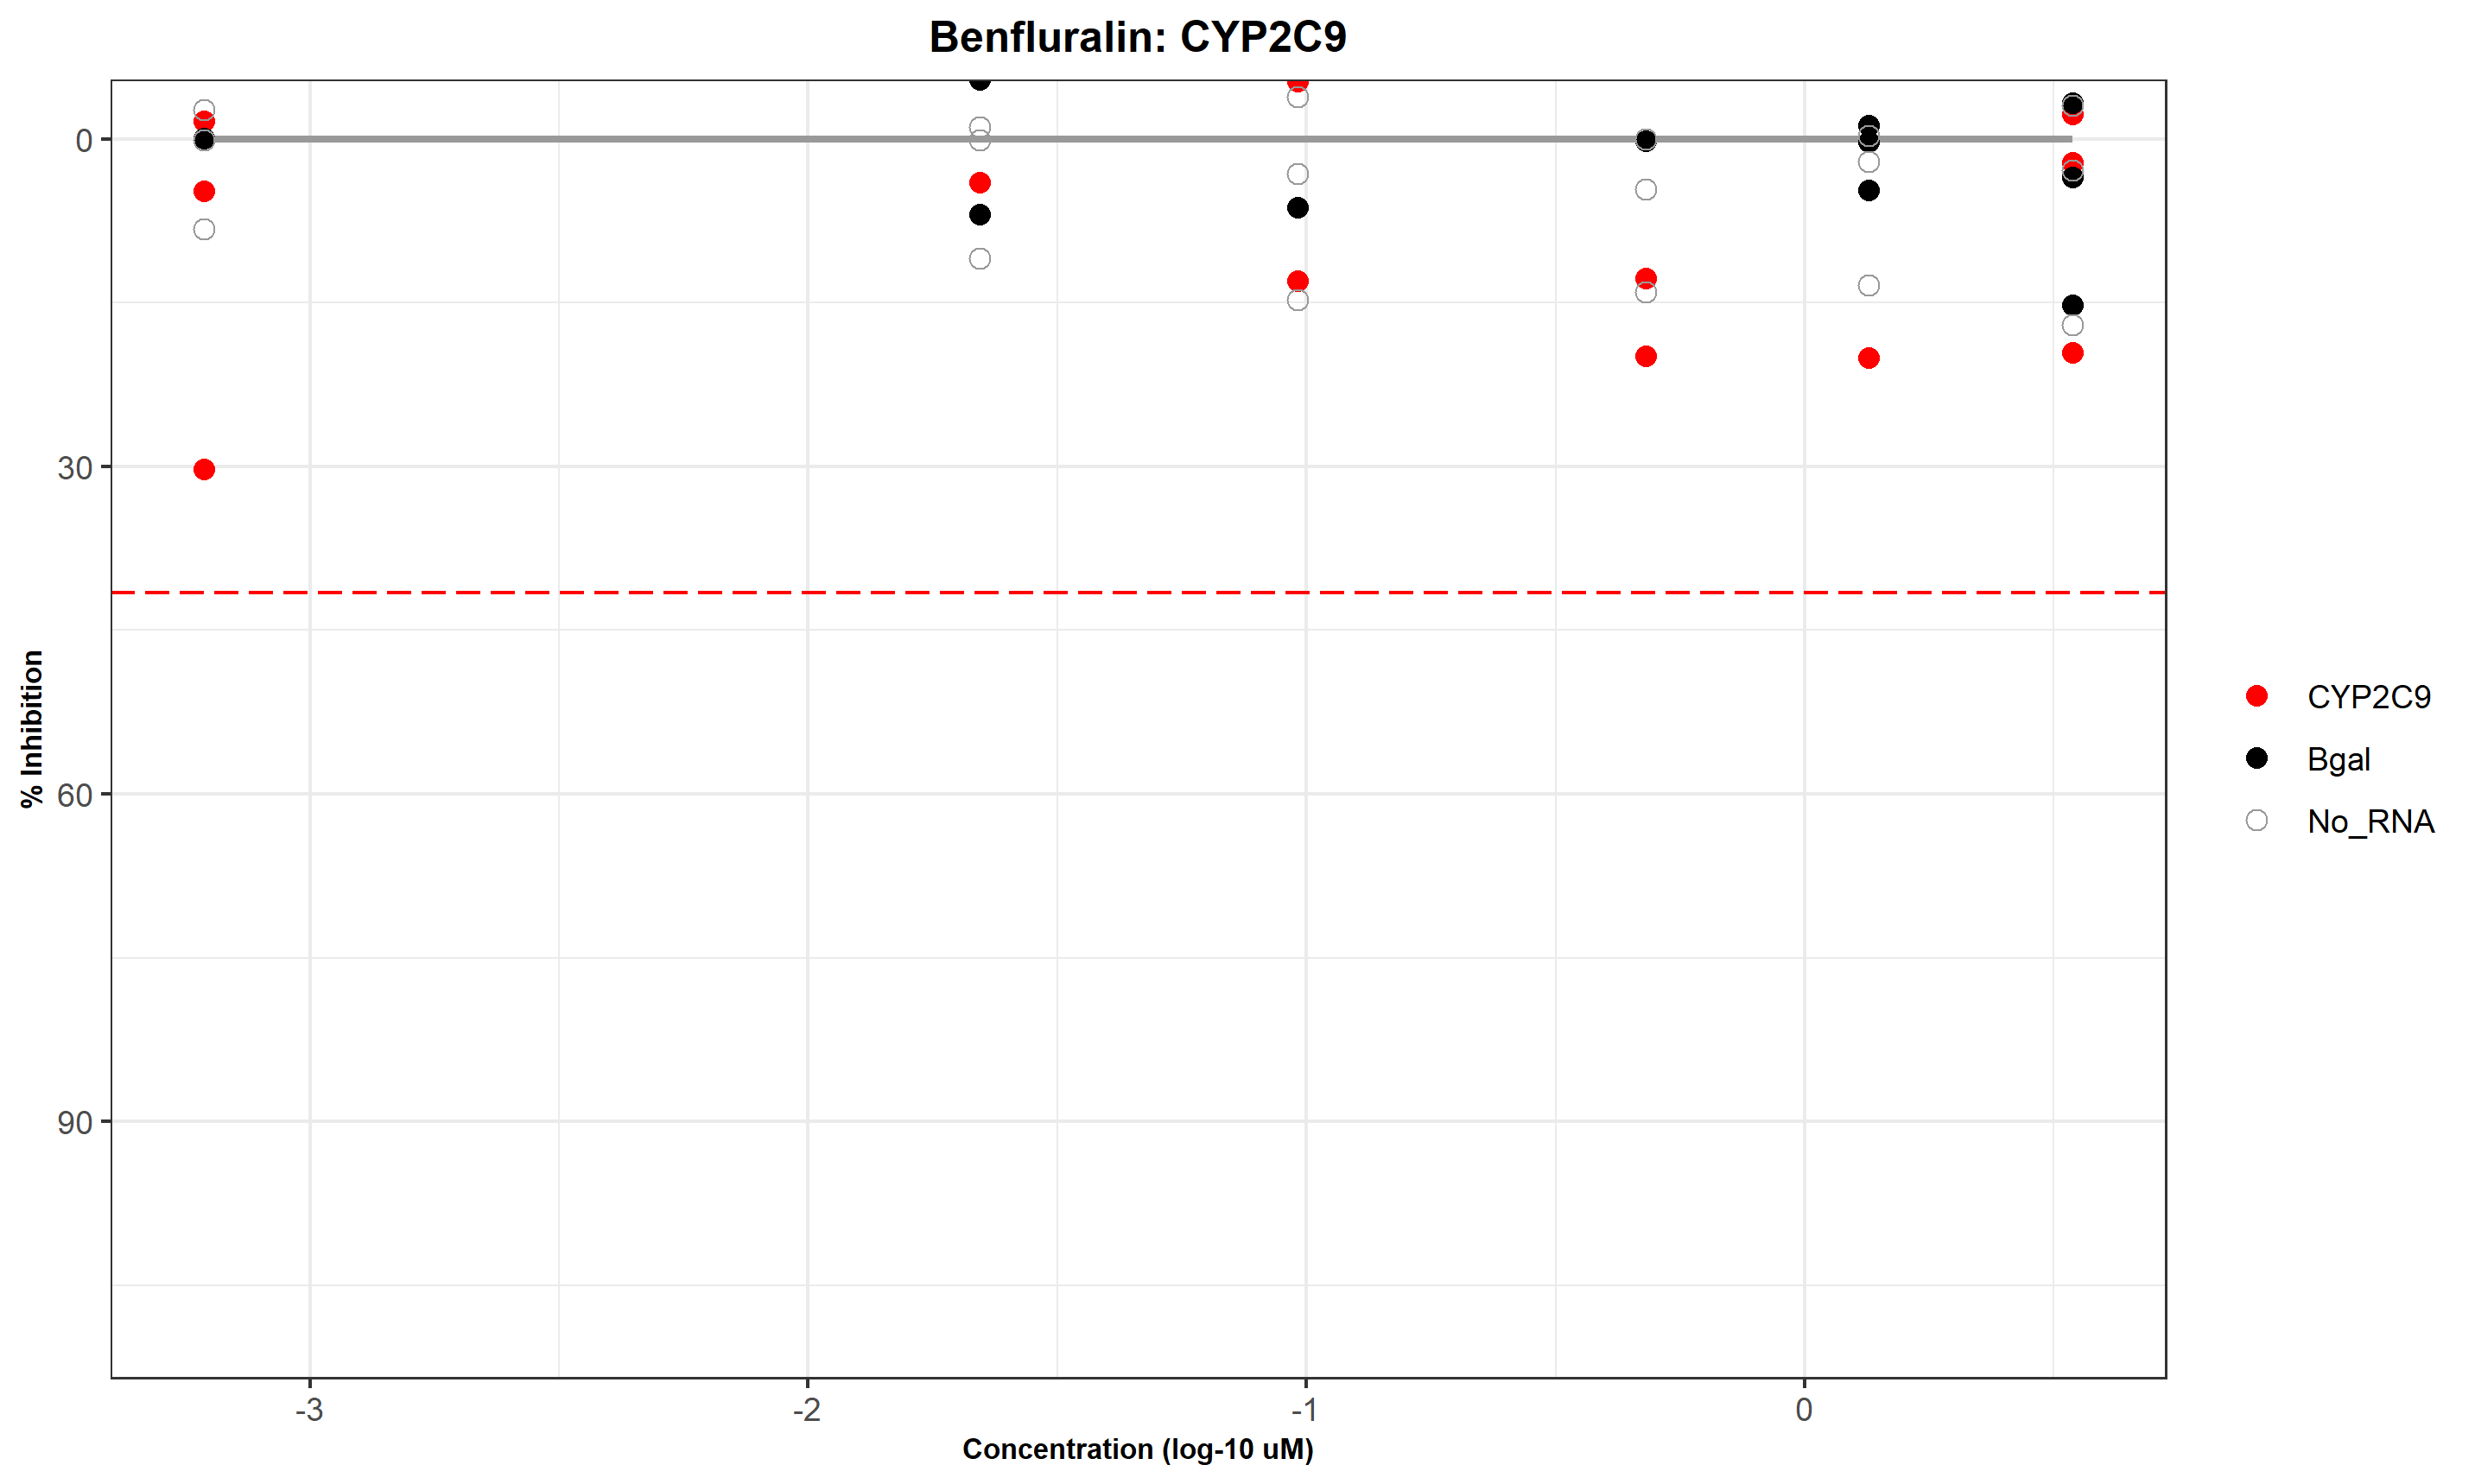 Benfluralin: CYP2C9
% Inhibition
0
30
60
90
-3
-2
-1
0
Concentration (log-10 uM)
CYP2C9
Bgal
No_RNA